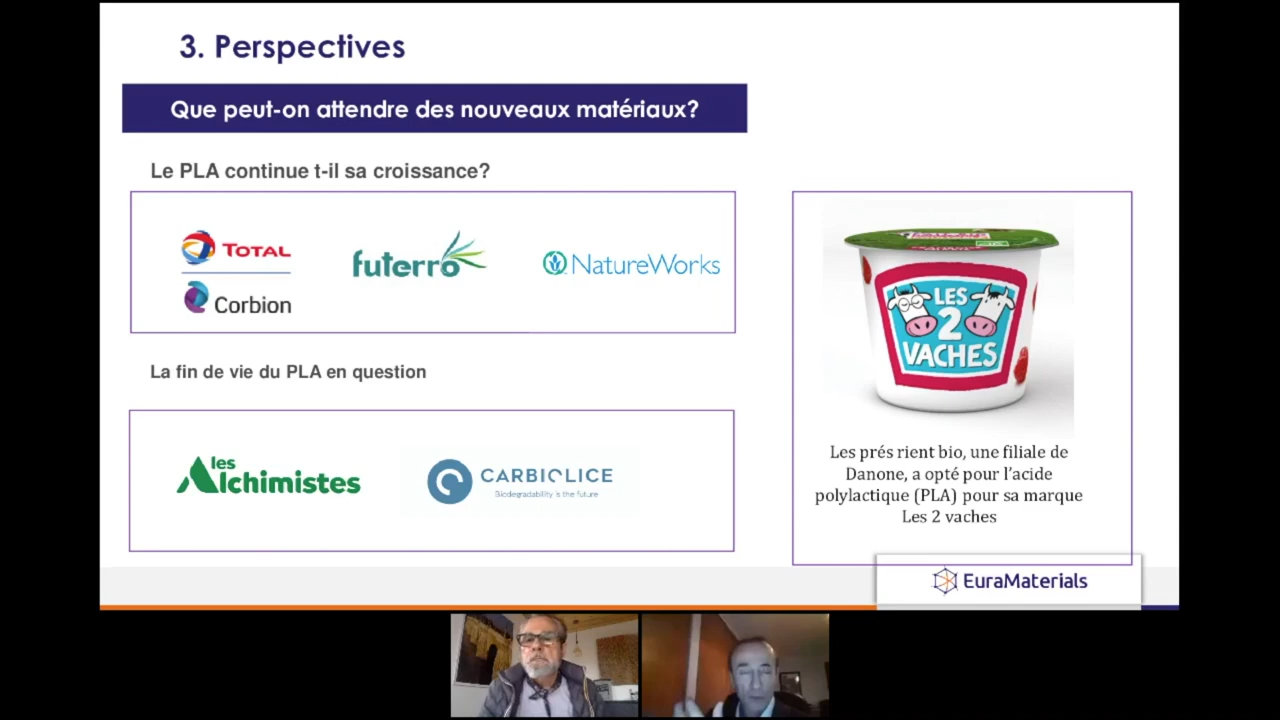 3. Perspectives
Que peut-on attendre des nouveaux matériaux?
Le PLA continue t-il sa croissance?
TOTAL
Corbion
futerro
NatureWorks
La fin de vie du PLA en question
les
Alchimistes
CARBIOLICE
Biodegradability is the future
LES
2
VACHES
Les prés rient bio, une filiale de
Danone, a opté pour l'acide
polylactique (PLA) pour sa marque
Les 2 vaches
EuraMaterials